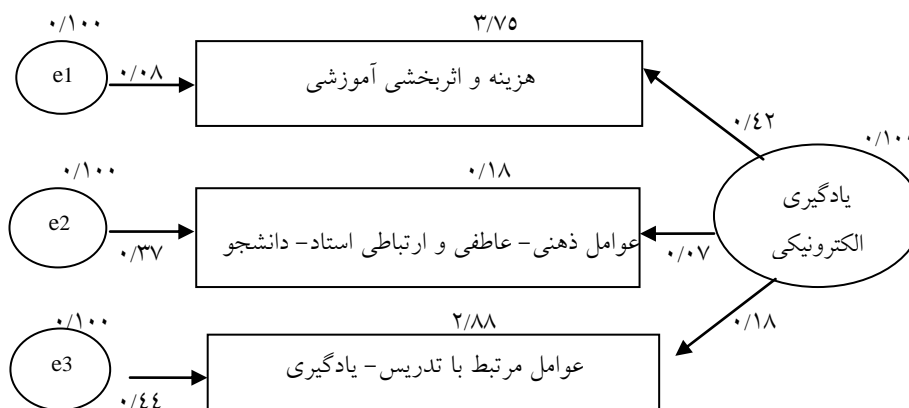 ۰/۱۰۰
۳/۷۵
e1
۰/۰۸
هزینه و اثربخشی آموزشی
۰/٤۲
۰/۱۰۰
۰/۱۰۰
۰/۱۸
یادگیری
الکترونیکی
e2
۰/۳۷
عوامل ذهنی- عاطفی و ارتباطی استاد- دانشجو
۰/۰۷
۰/۱۰۰
۲/۸۸
۰/۱۸
e3
۰/٤٤
عوامل مرتبط با تدریس- یادگیری